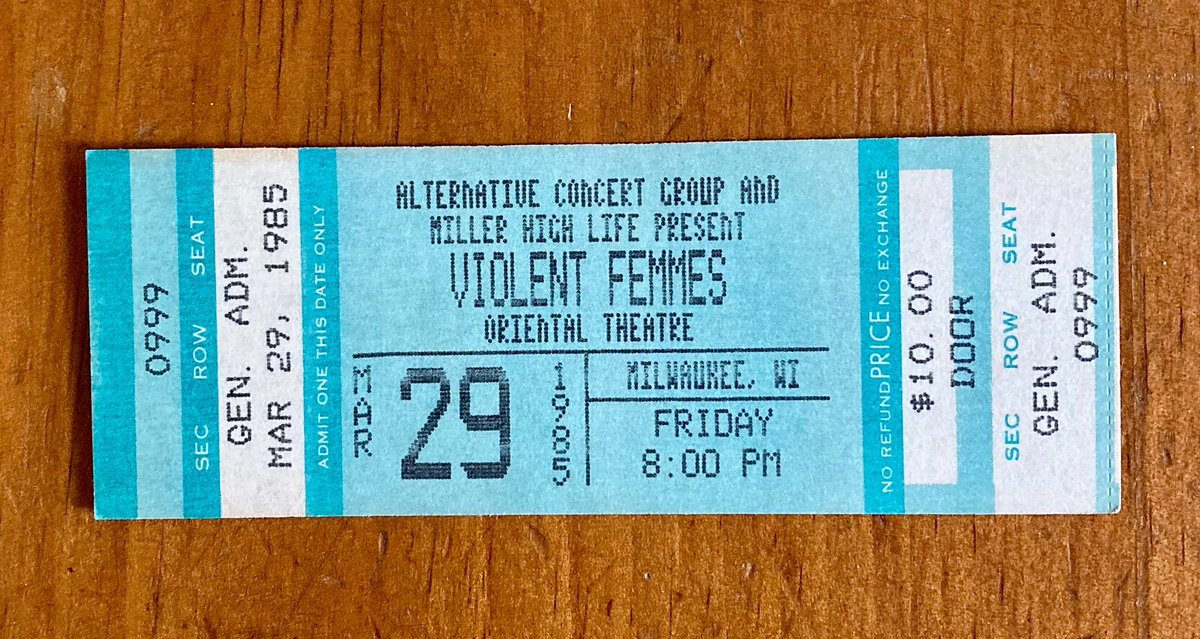 0999
SEC ROW SEAT
GEN. ADM.
MAR 29, 1985
ADMIT ONE THIS DATE ONLY
ALTERNATIVE CONCERT GROUP AND
MILLER HIGH LIFE PRESENT
VIOLENT FEMMES
ORIENTAL THEATRE
MAR
29
1985
MILWAUKEE, WI
FRIDAY
8:00 PM
NO REFUND PRICE NO EXCHANGE
$10.00
DOOR
SEC ROW SEAT
GEN. ADM.
0999